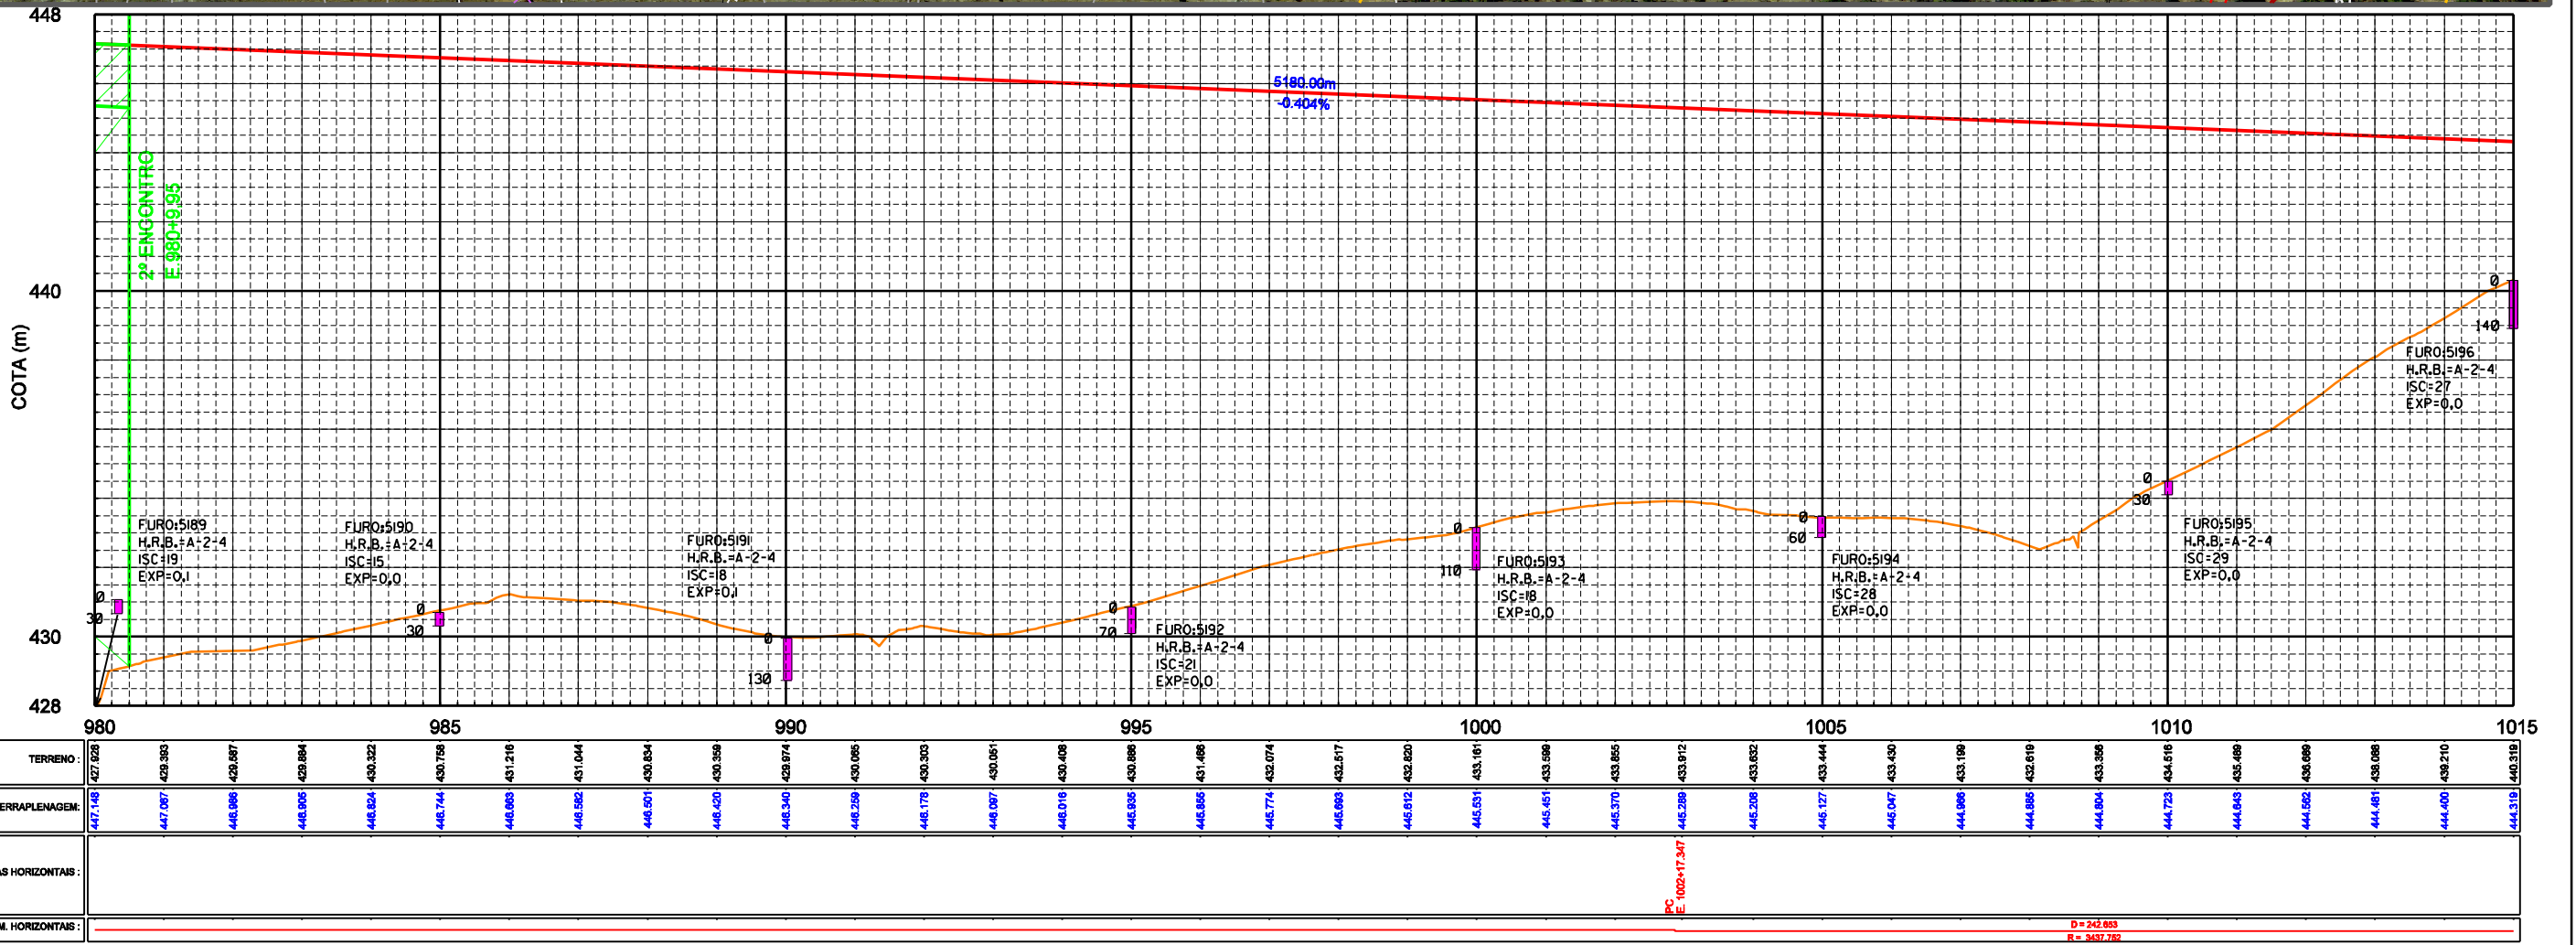 448
5180.00m
-0.404%
2º ENCONTRO
E.980+9.95
440
COTA (m)
0
140
FURO:5196
H.R.B.=A-2-4
ISC=27
EXP=0,0
0
30
FURO:5189
H.R.B.=A-2-4
ISC=19
EXP=0,1
0
30
FURO:5190
H.R.B.=A-2-4
ISC=15
EXP=0,0
0
30
FURO:5191
H.R.B.=A-2-4
ISC=18
EXP=0,1
0
130
0
70
FURO:5192
H.R.B.=A-2-4
ISC=21
EXP=0,0
0
110
FURO:5193
H.R.B.=A-2-4
ISC=18
EXP=0,0
0
60
FURO:5194
H.R.B.=A-2-4
ISC=28
EXP=0,0
0
30
FURO:5195
H.R.B.=A-2-4
ISC=29
EXP=0,0
430
428
980 985 990 995 1000 1005 1010 1015
TERRENO : 427.928 429.393 429.587 429.884 430.322 430.758 431.216 431.044 430.834 430.359 429.974 430.065 430.303 430.051 430.408 430.886 431.486 432.074 432.517 432.820 433.161 433.599 433.855 433.912 433.632 433.444 433.430 433.199 432.619 433.356 434.516 435.489 436.689 438.088 439.210 440.319
ERRAPLENAGEM: 447.148 447.067 446.986 446.905 446.824 446.744 446.663 446.582 446.501 446.420 446.340 446.259 446.178 446.097 446.016 445.935 445.855 445.774 445.693 445.612 445.531 445.451 445.370 445.289 445.208 445.127 445.047 444.966 444.885 444.804 444.723 444.643 444.562 444.481 444.400 444.319
AS HORIZONTAIS :
PC
E. 1002+17.347
M. HORIZONTAIS :
D = 242.653
R = 3437.752